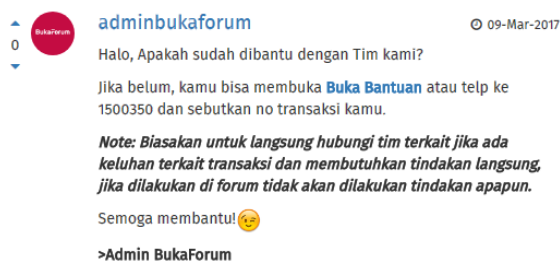 adminbukaforum
09-Mar-2017
BukaForum
0
Halo, Apakah sudah dibantu dengan Tim kami?
Jika belum, kamu bisa membuka Buka Bantuan atau telp ke
1500350 dan sebutkan no transaksi kamu.
Note: Biasakan untuk langsung hubungi tim terkait jika ada
keluhan terkait transaksi dan membutuhkan tindakan langsung,
jika dilakukan di forum tidak akan dilakukan tindakan apapun.
Semoga membantu!
>Admin BukaForum